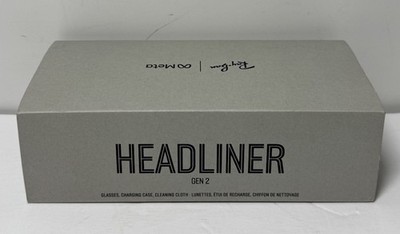 Ray-Ban | Meta
HEADLINER
GEN 2
GLASSES, CHARGING CASE, CLEANING CLOTH · LUNETTES, ÉTUI DE RECHARGE, CHIFFON DE NETTOYAGE